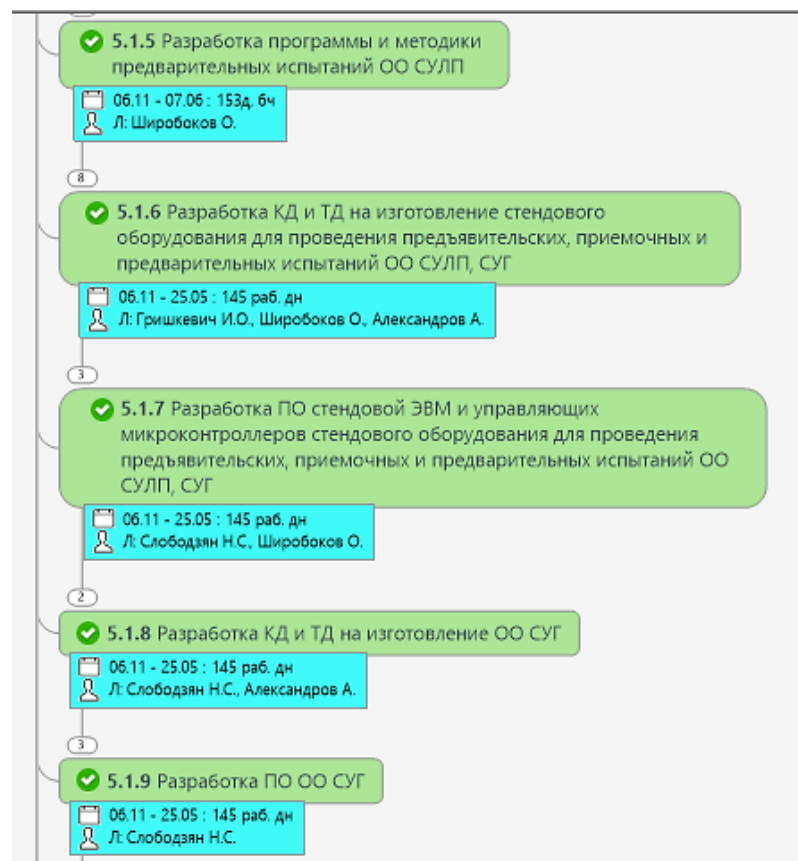 5.1.5 Разработка программы и методики
предварительных испытаний ОО СУЛП
06.11 - 07.06 : 153д. 6ч
Л: Широбоков О.
8
5.1.6 Разработка КД и ТД на изготовление стендового
оборудования для проведения предъявительских, приемочных и
предварительных испытаний ОО СУЛП, СУГ
06.11 - 25.05 : 145 раб. дн
Л: Гришкевич И.О., Широбоков О., Александров А.
3
5.1.7 Разработка ПО стендовой ЭВМ и управляющих
микроконтроллеров стендового оборудования для проведения
предъявительских, приемочных и предварительных испытаний ОО
СУЛП, СУГ
06.11 - 25.05 : 145 раб. дн
Л: Слободзян Н.С., Широбоков О.
2
5.1.8 Разработка КД и ТД на изготовление ОО СУГ
06.11 - 25.05 : 145 раб. дн
Л: Слободзян Н.С., Александров А.
3
5.1.9 Разработка ПО ОО СУГ
06.11 - 25.05 : 145 раб. дн
Л: Слободзян Н.С.